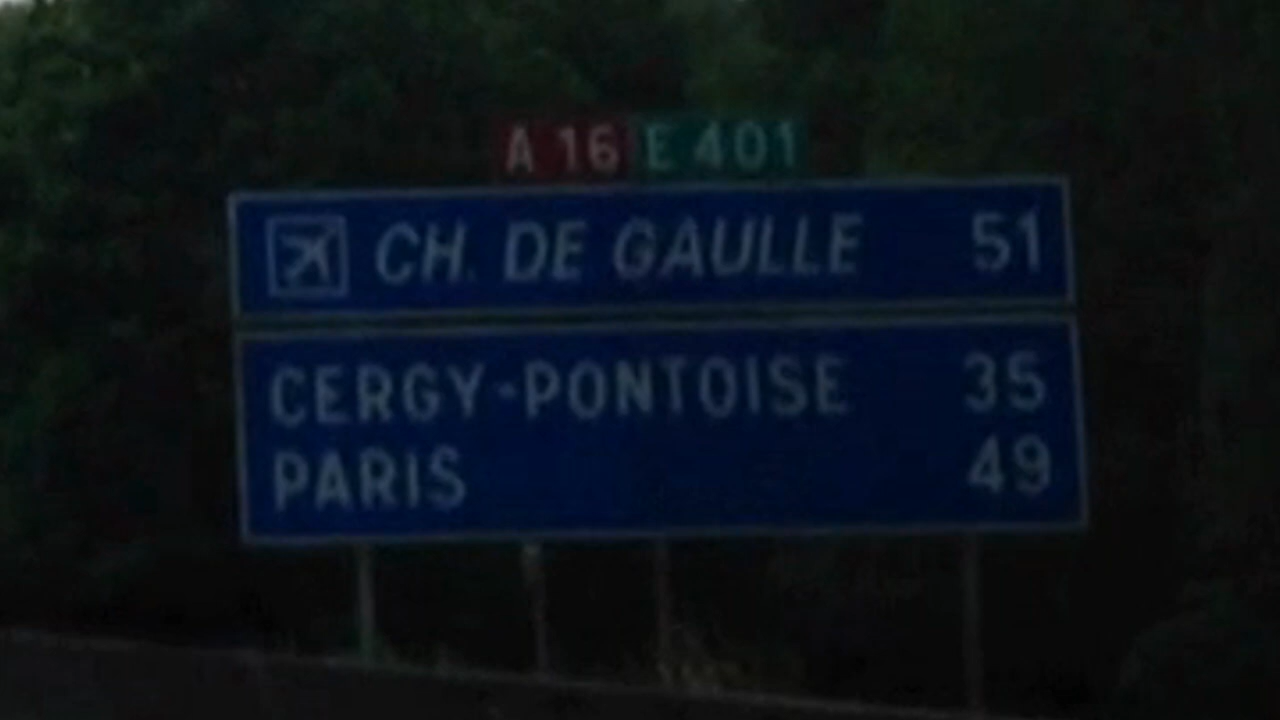 A 16 E 401
CH. DE GAULLE 51
CERGY-PONTOISE 35
PARIS 49